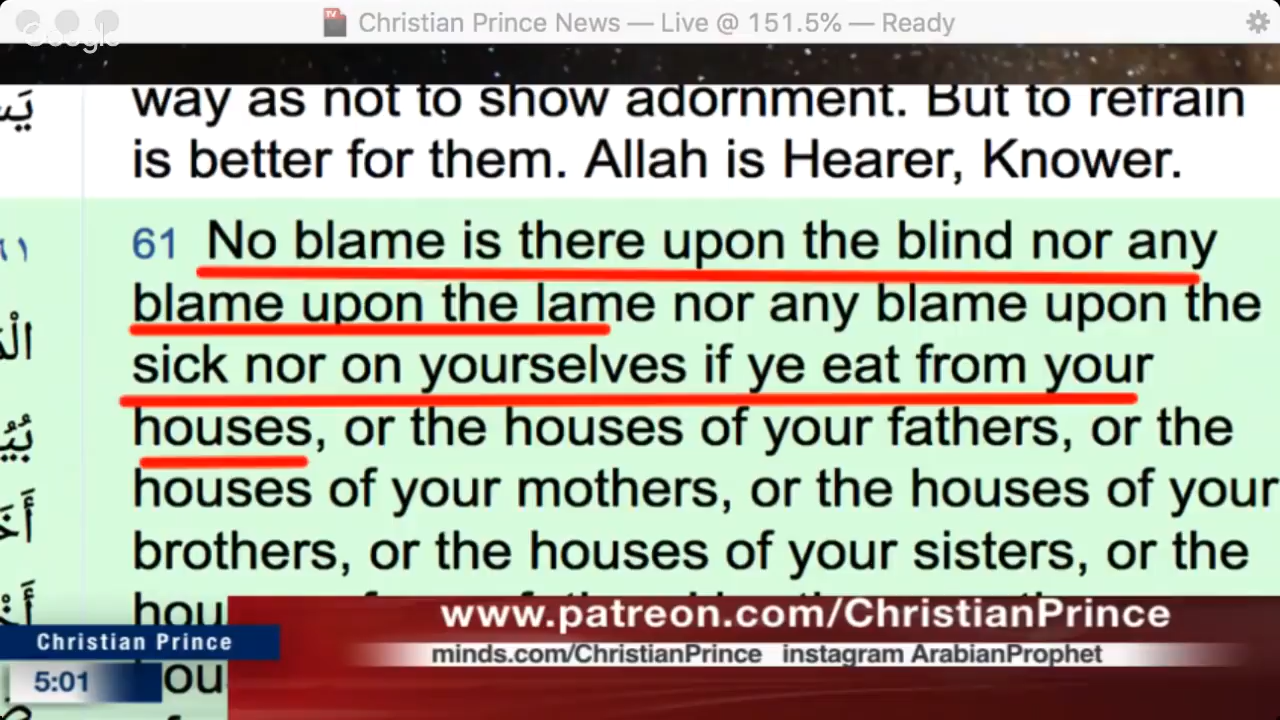 Christian Prince News — Live @ 151.5% — Ready
Google
way as not to show adornment. But to refrain
is better for them. Allah is Hearer, Knower.
٦١
61 No blame is there upon the blind nor any
blame upon the lame nor any blame upon the
sick nor on yourselves if ye eat from your
houses, or the houses of your fathers, or the
houses of your mothers, or the houses of your
brothers, or the houses of your sisters, or the
www.patreon.com/ChristianPrince
Christian Prince
minds.com/ChristianPrince instagram ArabianProphet
5:01